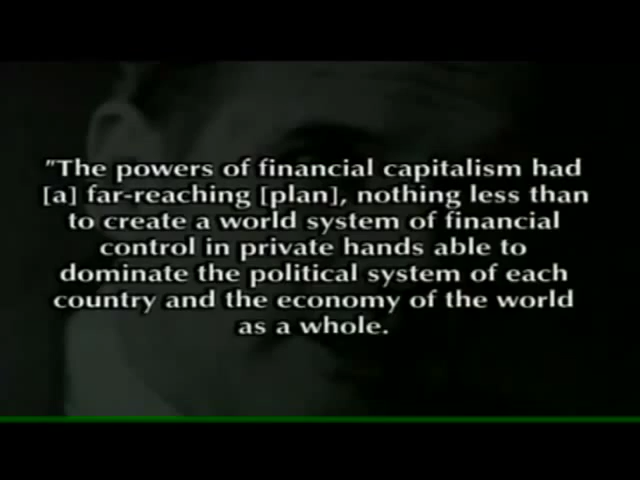 "The powers of financial capitalism had
[a] far-reaching [plan], nothing less than
to create a world system of financial
control in private hands able to
dominate the political system of each
country and the economy of the world
as a whole.